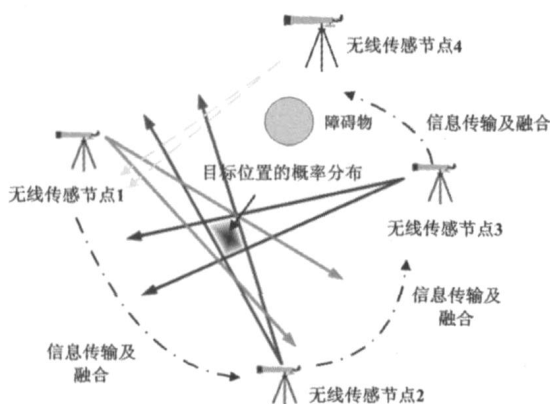 无线传感节点4
障碍物
信息传输及融合
目标位置的概率分布
无线传感节点1
无线传感节点3
信息传输及
融合
信息传输及
融合
无线传感节点2